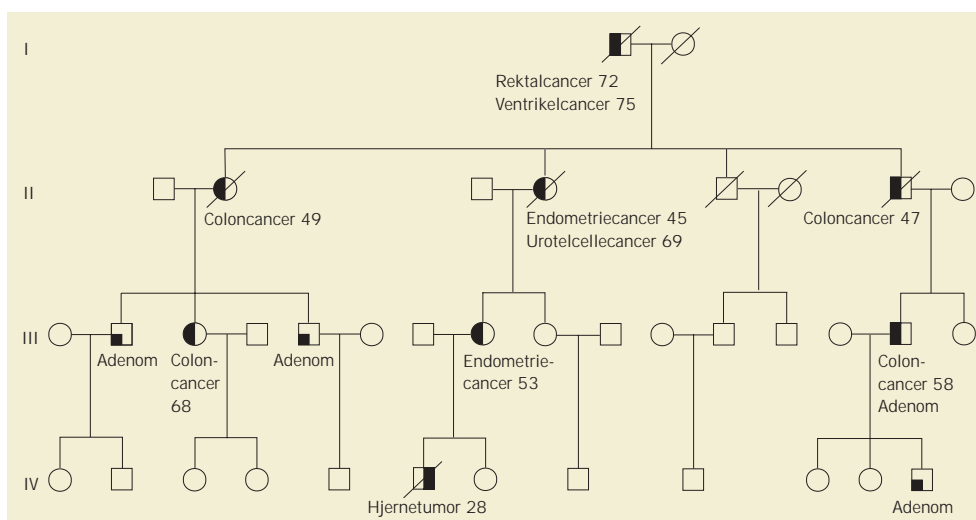 I
Rektalcancer 72
Ventrikelcancer 75
II
Coloncancer 49
Endometriecancer 45
Urotelcellecancer 69
Coloncancer 47
III
Adenom
Colon-
cancer
68
Adenom
Endometrie-
cancer 53
Colon-
cancer 58
Adenom
IV
Hjernetumor 28
Adenom